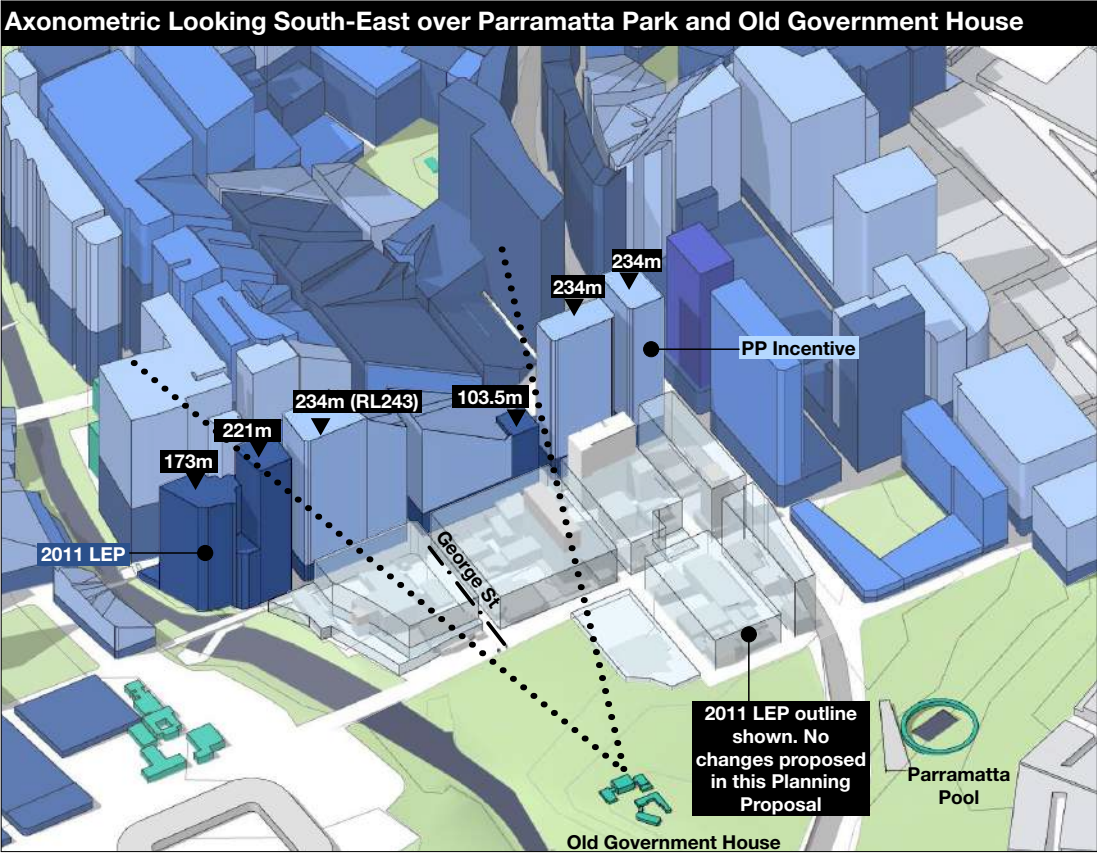 Axonometric Looking South-East over Parramatta Park and Old Government House
234m
234m
PP Incentive
234m (RL243)
103.5m
221m
173m
2011 LEP
George St
2011 LEP outline
shown. No
changes proposed
in this Planning
Proposal
Parramatta
Pool
Old Government House